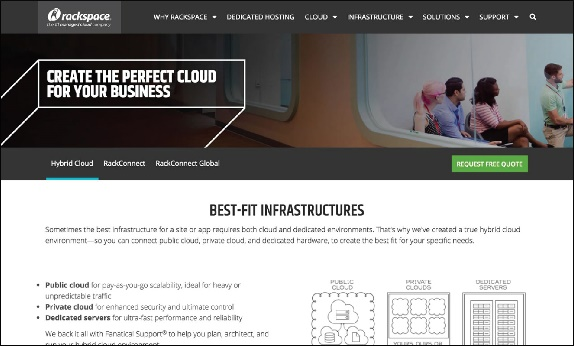 rackspace.
the #1 managed cloud company
WHY RACKSPACE DEDICATED HOSTING CLOUD INFRASTRUCTURE SOLUTIONS SUPPORT
CREATE THE PERFECT CLOUD
FOR YOUR BUSINESS
Hybrid Cloud RackConnect RackConnect Global REQUEST FREE QUOTE
BEST-FIT INFRASTRUCTURES
Sometimes the best infrastructure for a site or app requires both cloud and dedicated environments. That's why we've created a true hybrid cloud
environment—so you can connect public cloud, private cloud, and dedicated hardware, to create the best fit for your specific needs.
• Public cloud for pay-as-you-go scalability, ideal for heavy or
unpredictable traffic
• Private cloud for enhanced security and ultimate control
• Dedicated servers for ultra-fast performance and reliability
We back it all with Fanatical Support® to help you plan, architect, and
run your hybrid cloud environment.
PUBLIC
CLOUD
PRIVATE
CLOUDS
DEDICATED
SERVERS